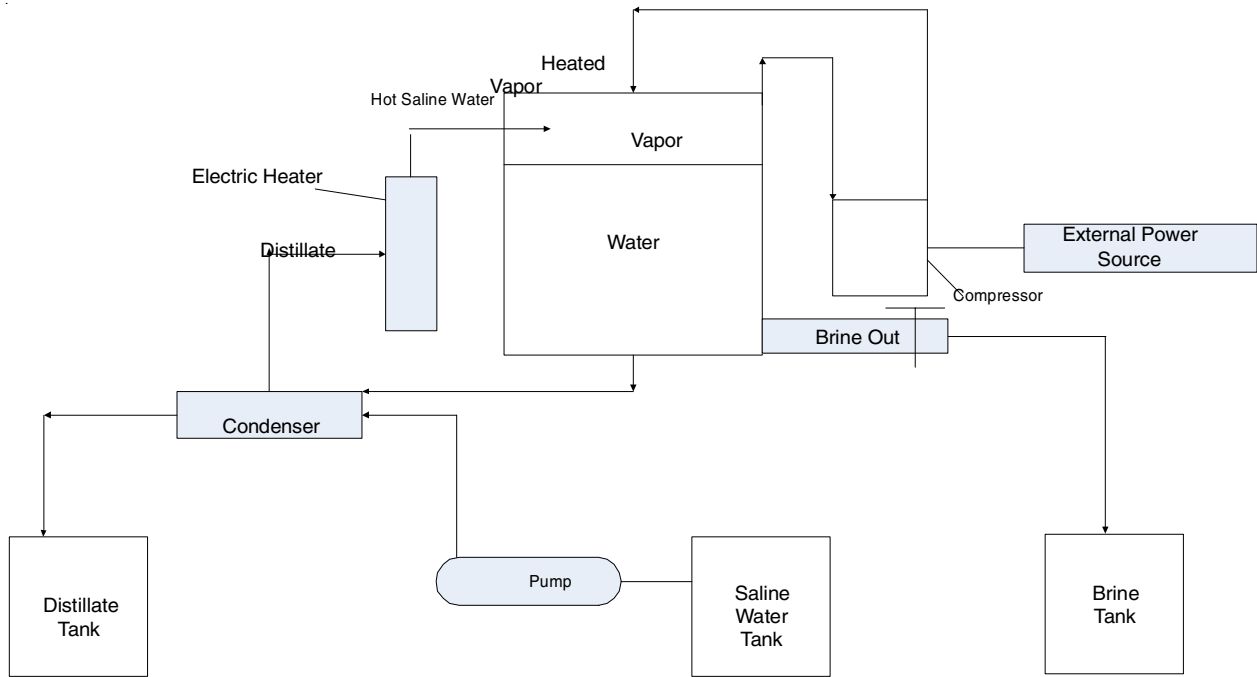 Heated
Vapor
Hot Saline Water
Vapor
Electric Heater
Distillate
Water
External Power
Source
Compressor
Brine Out
Condenser
Pump
Distillate
Tank
Saline
Water
Tank
Brine
Tank